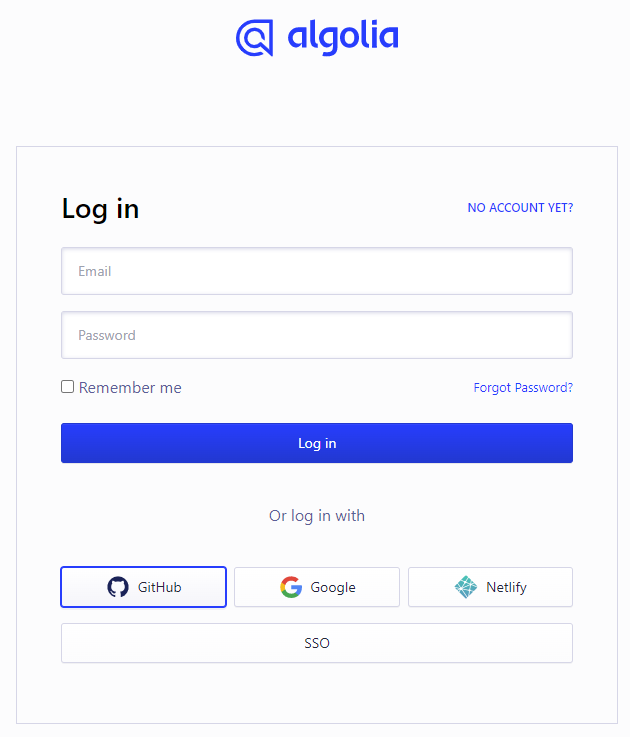 algolia
Log in
NO ACCOUNT YET?
Email
Password
Remember me
Forgot Password?
Log in
Or log in with
GitHub
Google
Netlify
SSO